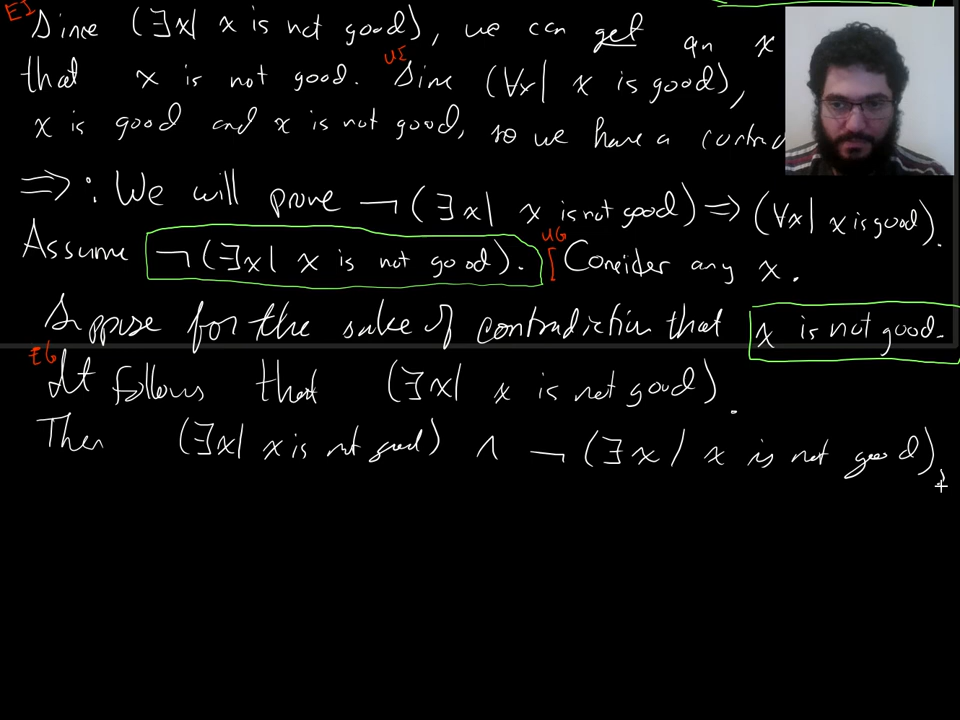 EI Since (∃x| x is not good), we can get an x
that x is not good. UI Since (∀x| x is good),
x is good and x is not good, so we have a contrad
⇒: We will prove ¬(∃x| x is not good) ⇒ (∀x| x is good).
Assume ¬(∃x| x is not good). UG [ Consider any x.
Suppose for the sake of contradiction that x is not good.
EG It follows that (∃x| x is not good).
Then (∃x| x is not good) ∧ ¬(∃x| x is not good),